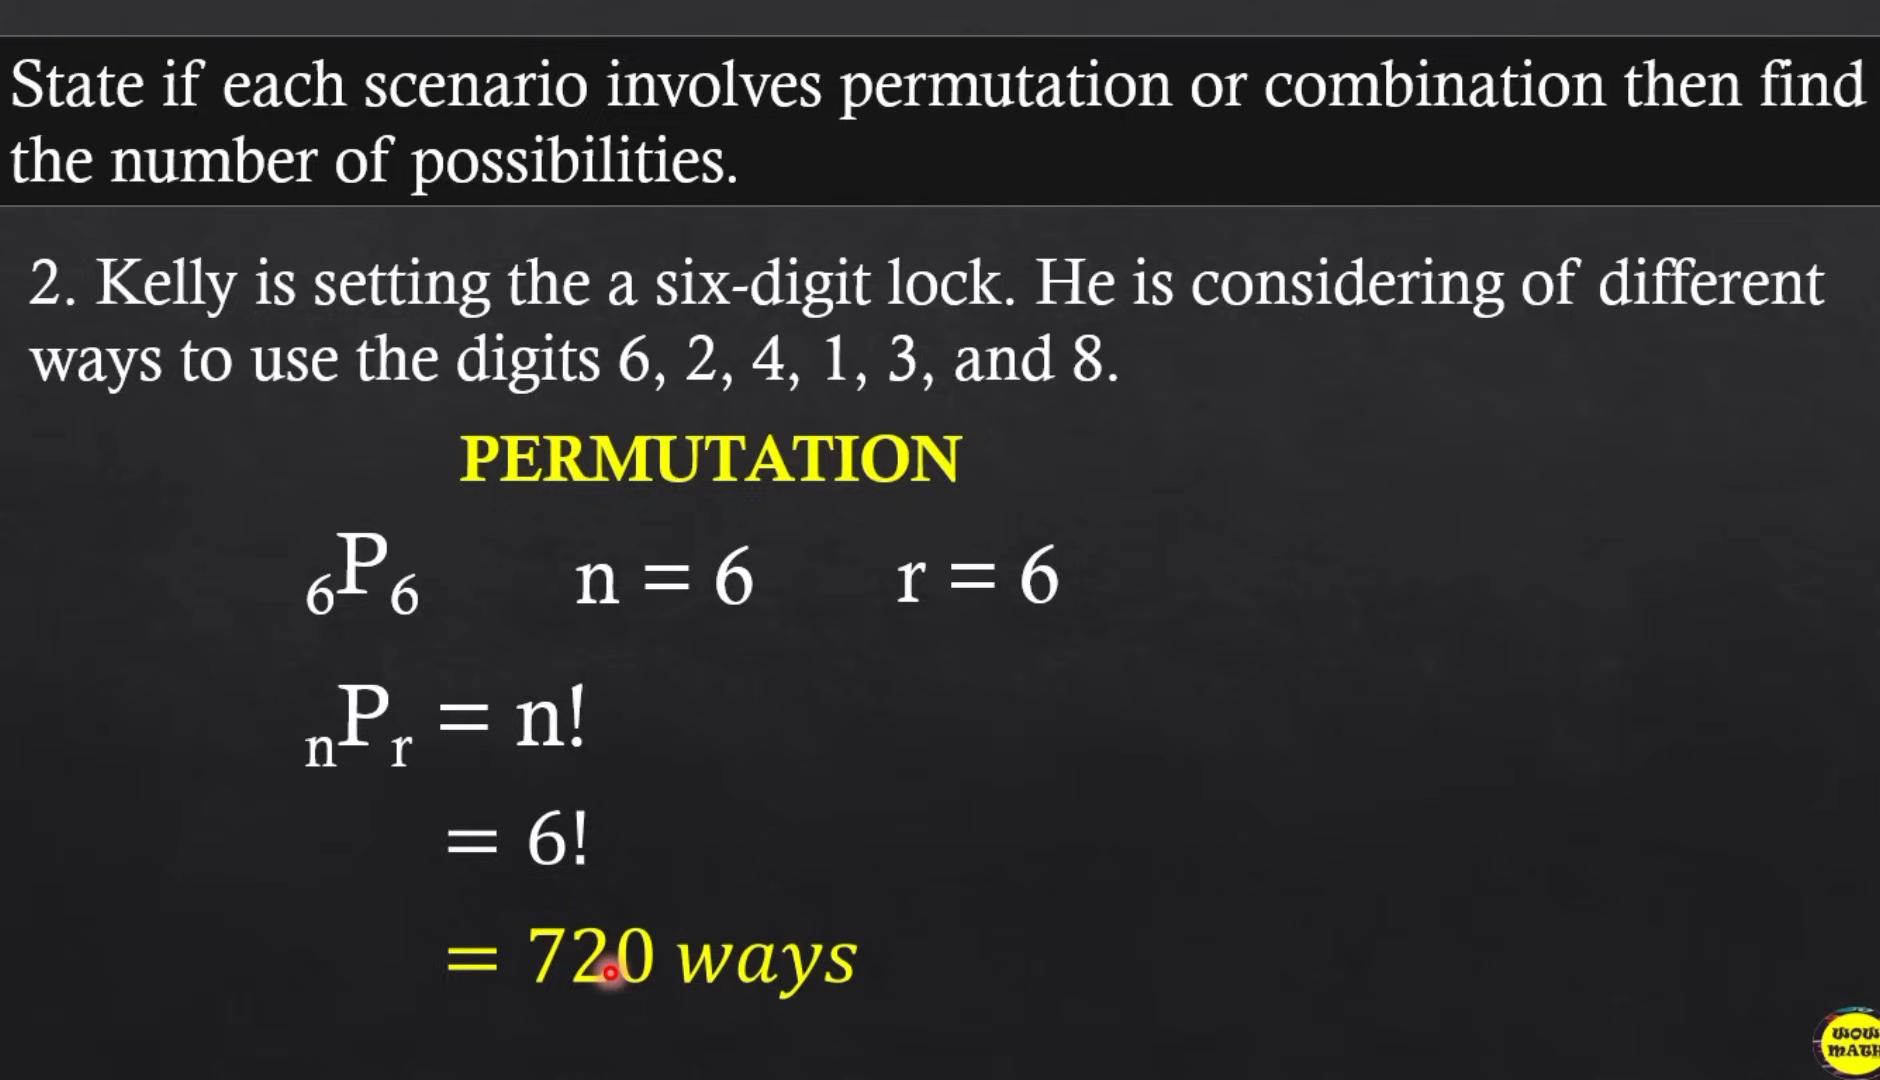 State if each scenario involves permutation or combination then find
the number of possibilities.
2. Kelly is setting the a six-digit lock. He is considering of different
ways to use the digits 6, 2, 4, 1, 3, and 8.
PERMUTATION
₆P₆ n = 6 r = 6
ₙPᵣ = n!
= 6!
= 720 ways
WOW
MATH